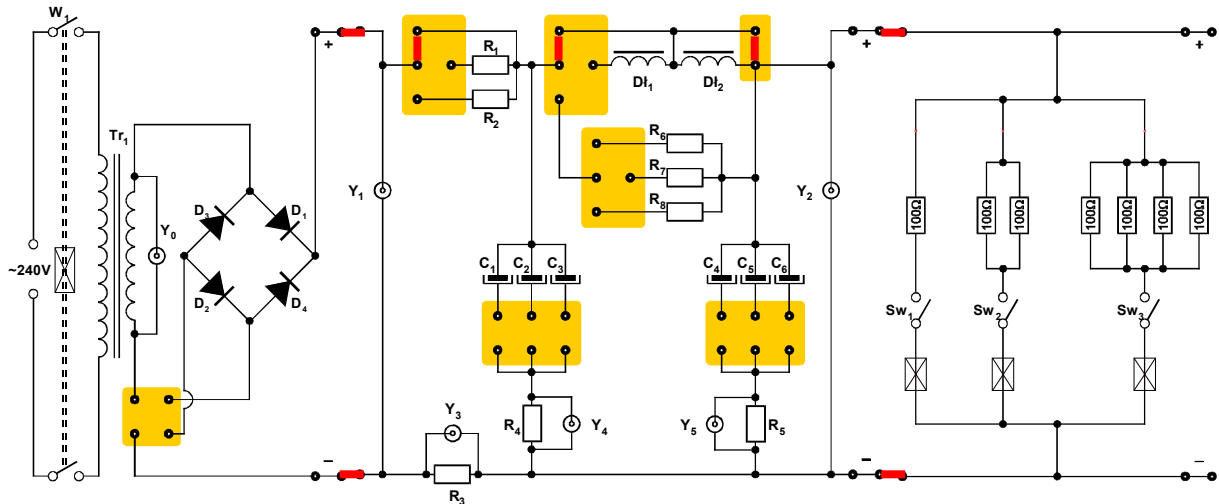 W₁
~240V
Tr₁
Y₀
D₃
D₁
D₂
D₄
+
−
Y₁
R₁
R₂
Dł₁
Dł₂
R₆
R₇
R₈
Y₂
C₁
C₂
C₃
C₄
C₅
C₆
R₄
Y₄
Y₅
R₅
Y₃
R₃
+
−
100Ω
100Ω
100Ω
100Ω
100Ω
100Ω
100Ω
Sw₁
Sw₂
Sw₃
+
−